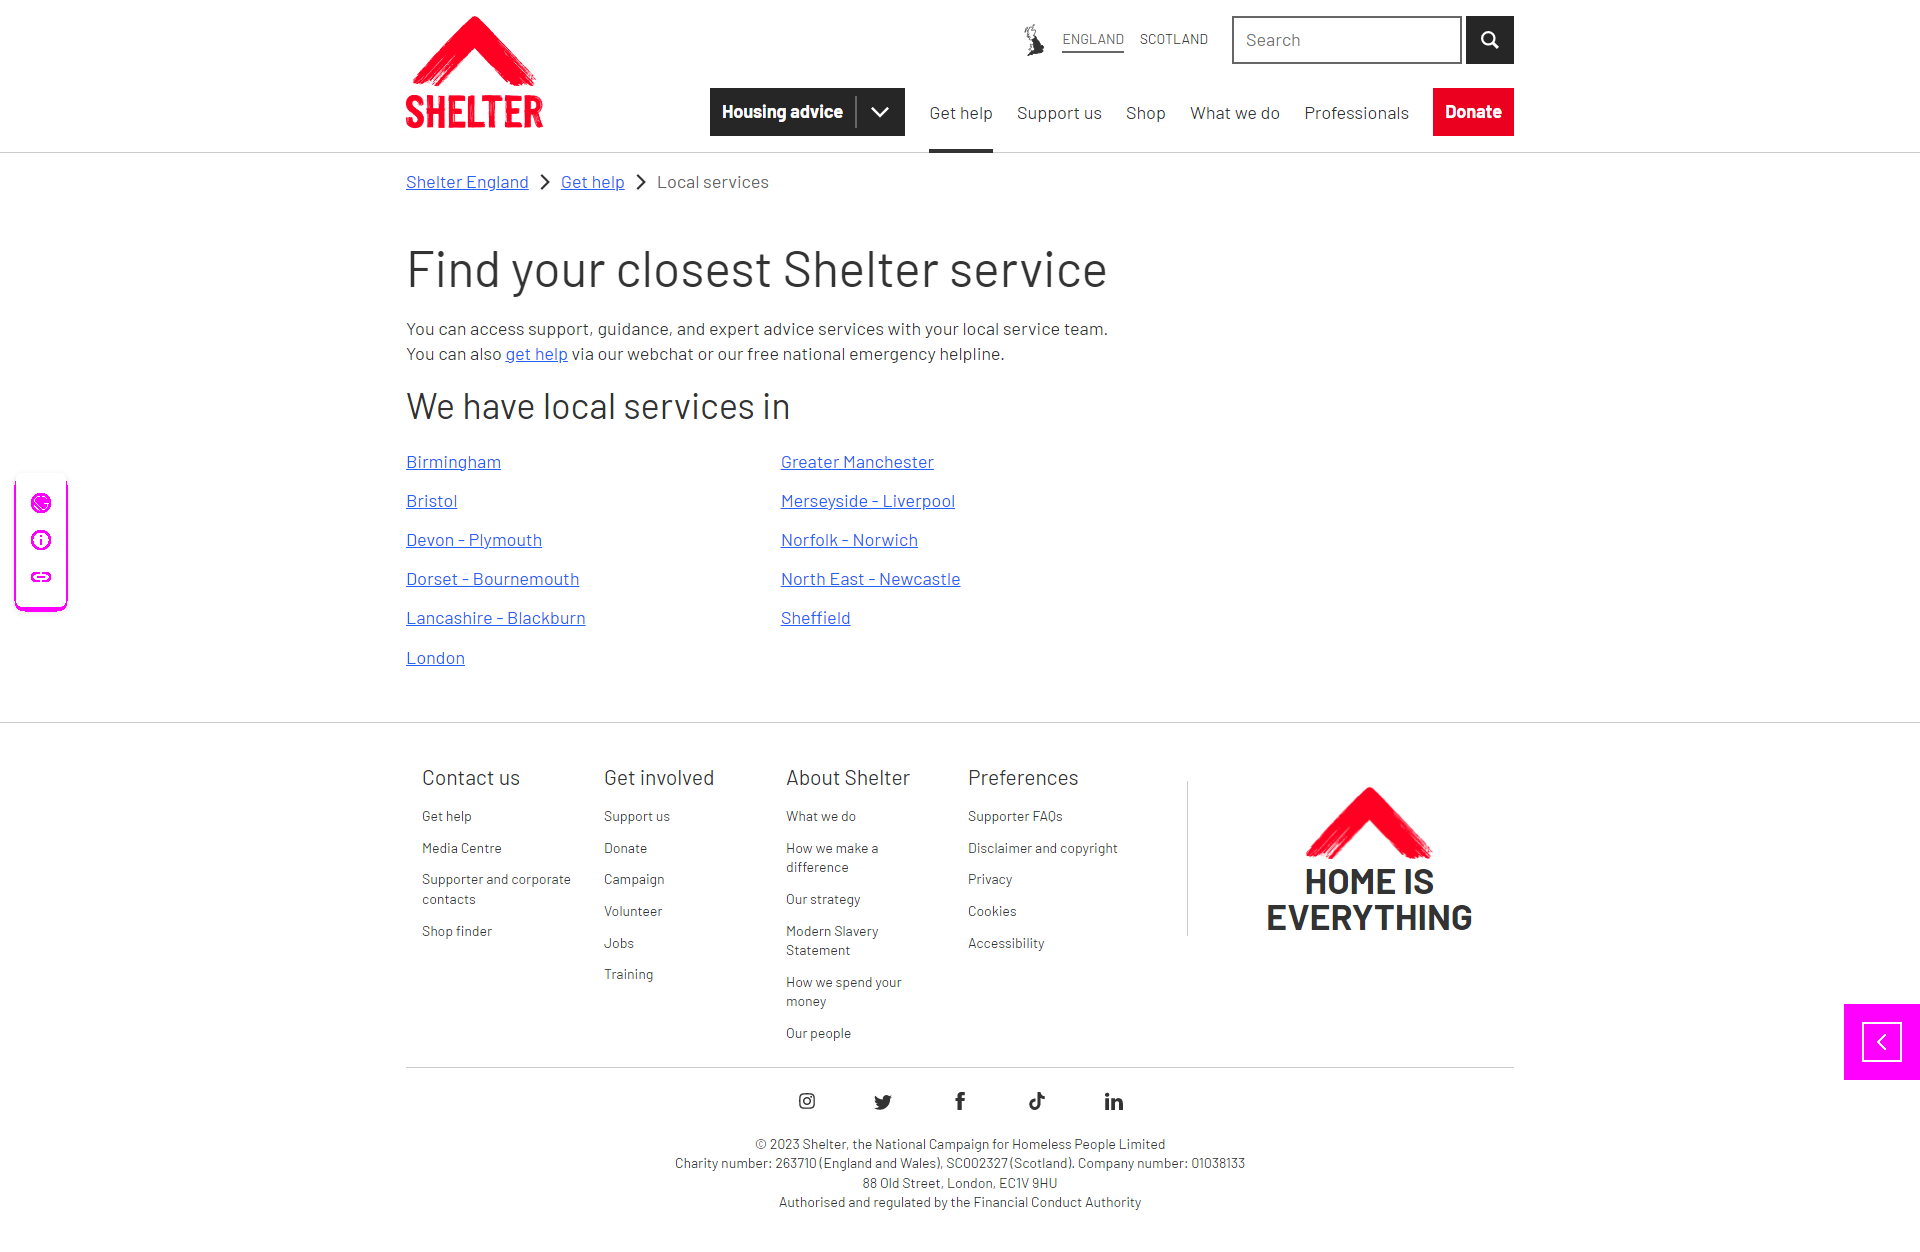 SHELTER
ENGLAND
SCOTLAND
Search
Housing advice
Get help
Support us
Shop
What we do
Professionals
Donate
Shelter England
Get help
Local services
Find your closest Shelter service
You can access support, guidance, and expert advice services with your local service team.
You can also get help via our webchat or our free national emergency helpline.
We have local services in
Birmingham
Bristol
Devon - Plymouth
Dorset - Bournemouth
Lancashire - Blackburn
London
Greater Manchester
Merseyside - Liverpool
Norfolk - Norwich
North East - Newcastle
Sheffield
Contact us
Get help
Media Centre
Supporter and corporate
contacts
Shop finder
Get involved
Support us
Donate
Campaign
Volunteer
Jobs
Training
About Shelter
What we do
How we make a
difference
Our strategy
Modern Slavery
Statement
How we spend your
money
Our people
Preferences
Supporter FAQs
Disclaimer and copyright
Privacy
Cookies
Accessibility
HOME IS
EVERYTHING
© 2023 Shelter, the National Campaign for Homeless People Limited
Charity number: 263710 (England and Wales), SC002327 (Scotland). Company number: 01038133
88 Old Street, London, EC1V 9HU
Authorised and regulated by the Financial Conduct Authority